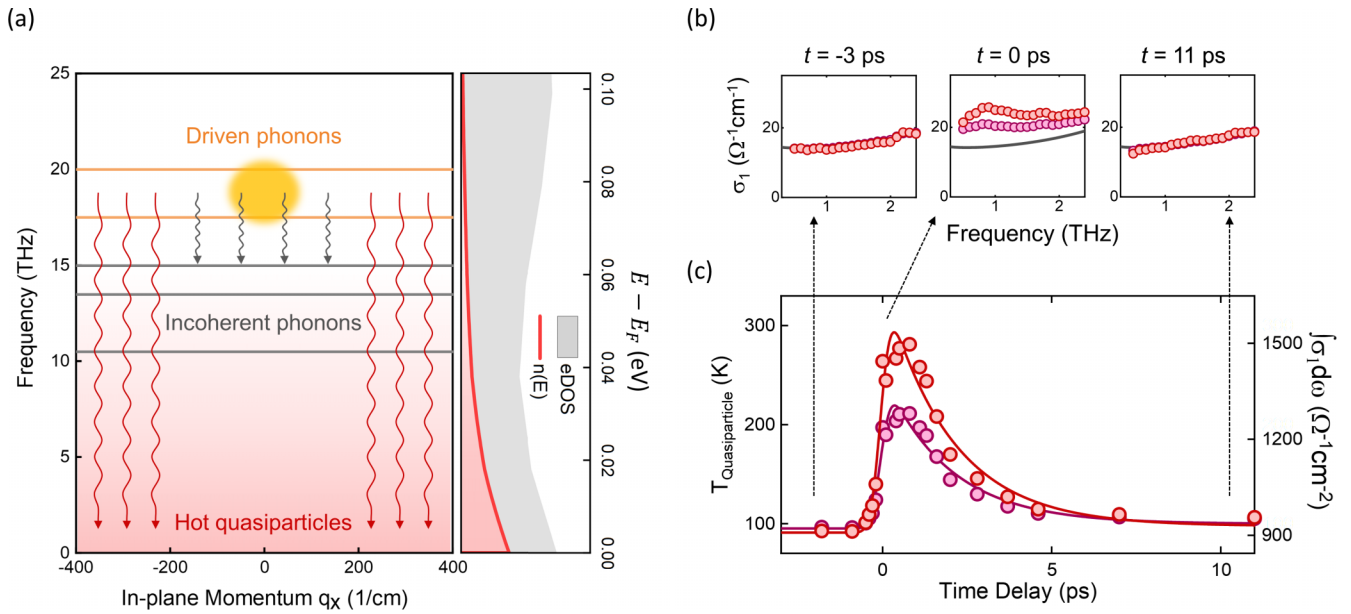 (a)
25
20
15
10
5
0
Frequency (THz)
Driven phonons
Incoherent phonons
Hot quasiparticles
-400
-200
0
200
400
In-plane Momentum qx (1/cm)
n(E)
eDOS
0.10
0.08
0.06
0.04
0.02
0.00
E − EF (eV)
(b)
t = -3 ps
t = 0 ps
t = 11 ps
σ1 (Ω-1cm-1)
20
0
1
2
20
0
1
2
20
0
1
2
Frequency (THz)
(c)
300
200
100
TQuasiparticle (K)
1500
1200
900
∫σ1dω (Ω-1cm-2)
0
5
10
Time Delay (ps)